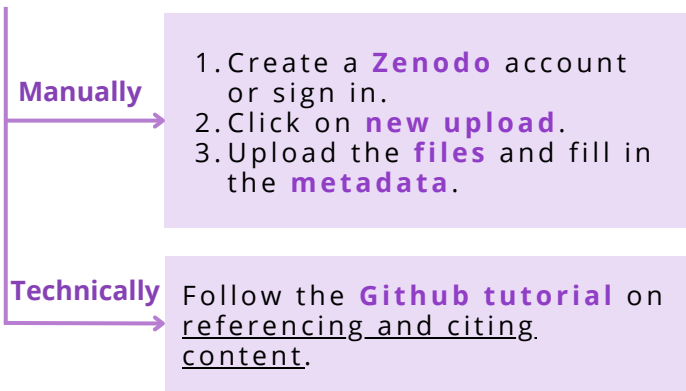 Manually
1. Create a Zenodo account
or sign in.
2. Click on new upload.
3. Upload the files and fill in
the metadata.
Technically
Follow the Github tutorial on
referencing and citing
content.